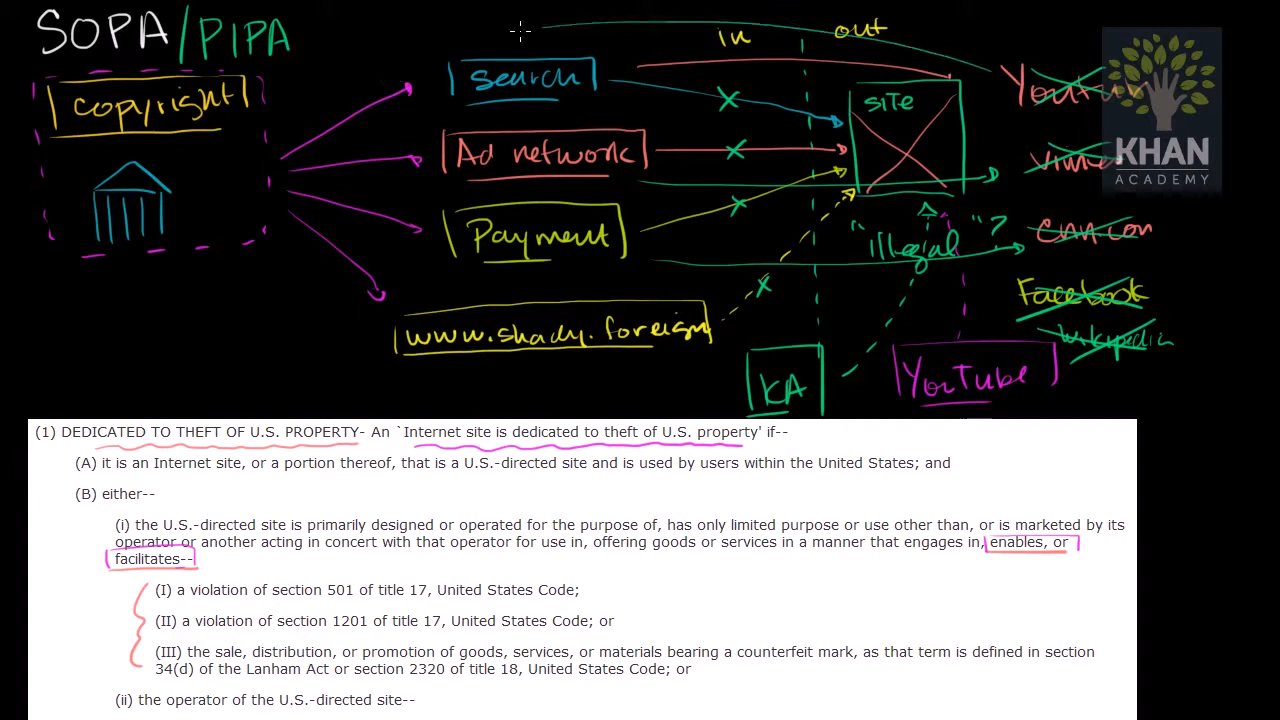 SOPA/PIPA
in
out
copyright
search
SITE
Youtu
Ad network
Vime
KHAN
ACADEMY
Payment
"illegal"?
cnn.com
Facebook
www.shady.foreign
Wikipedia
KA
YouTube
(1) DEDICATED TO THEFT OF U.S. PROPERTY- An `Internet site is dedicated to theft of U.S. property' if--
(A) it is an Internet site, or a portion thereof, that is a U.S.-directed site and is used by users within the United States; and
(B) either--
(i) the U.S.-directed site is primarily designed or operated for the purpose of, has only limited purpose or use other than, or is marketed by its
operator or another acting in concert with that operator for use in, offering goods or services in a manner that engages in, enables, or
facilitates--
(I) a violation of section 501 of title 17, United States Code;
(II) a violation of section 1201 of title 17, United States Code; or
(III) the sale, distribution, or promotion of goods, services, or materials bearing a counterfeit mark, as that term is defined in section
34(d) of the Lanham Act or section 2320 of title 18, United States Code; or
(ii) the operator of the U.S.-directed site--